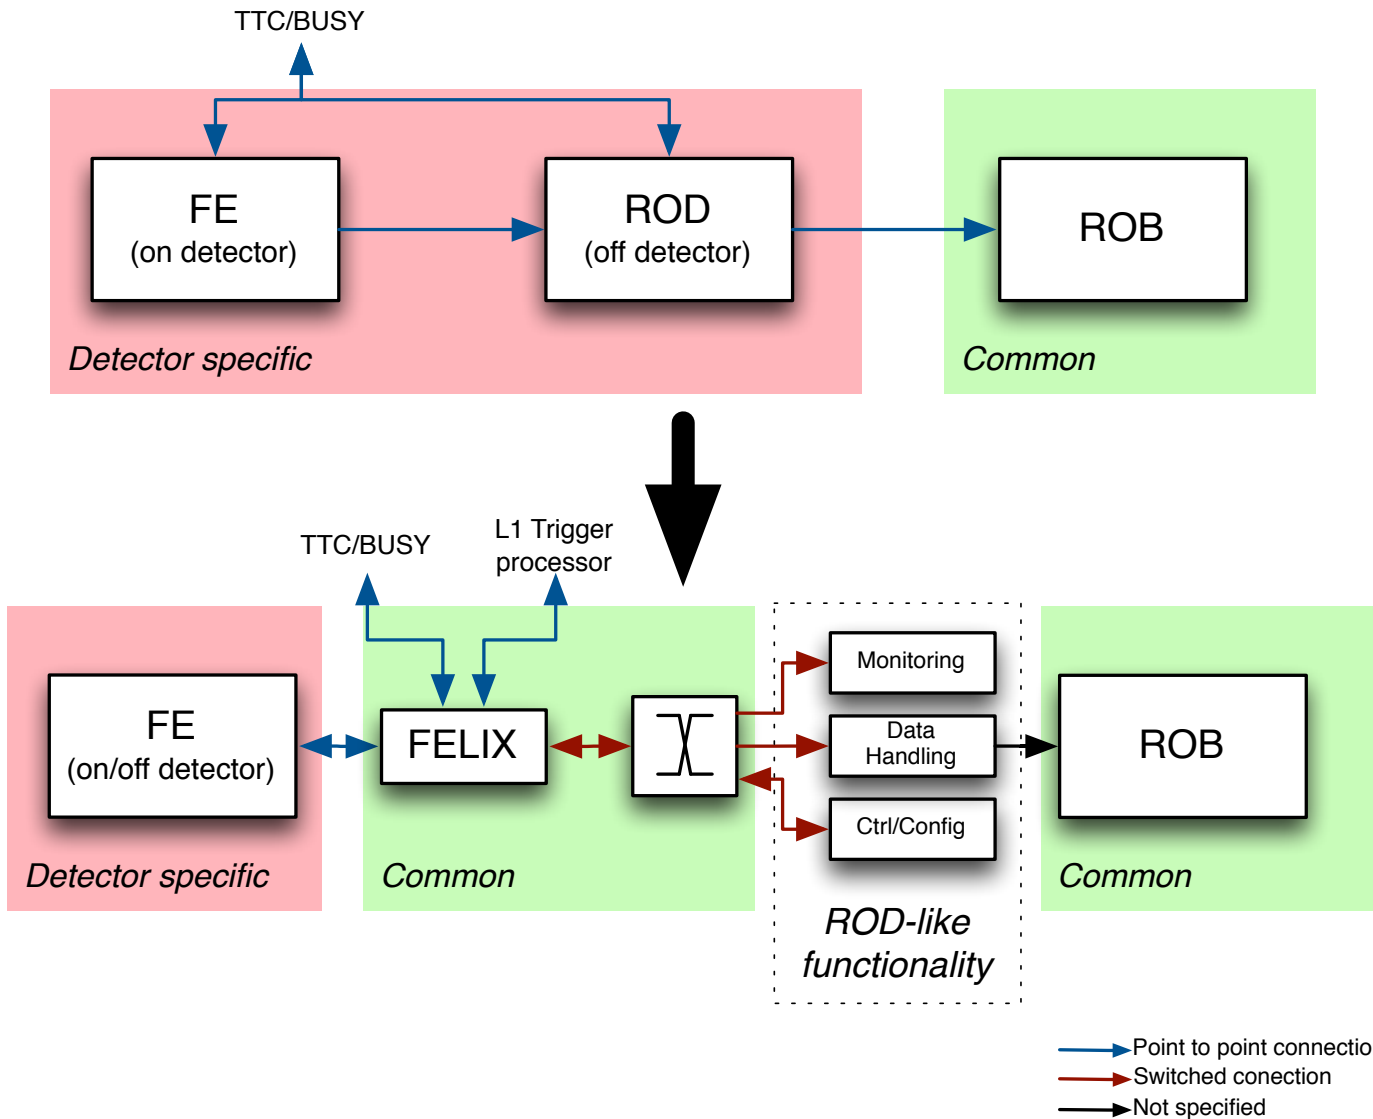 TTC/BUSY
FE
(on detector)
ROD
(off detector)
ROB
Detector specific
Common
TTC/BUSY
L1 Trigger
processor
FE
(on/off detector)
FELIX
Monitoring
Data
Handling
Ctrl/Config
ROB
Detector specific
Common
ROD-like
functionality
Common
Point to point connectio
Switched conection
Not specified